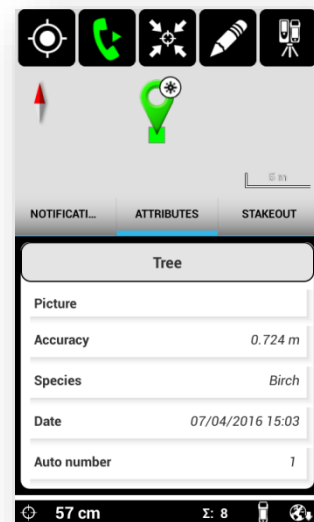 5 m
NOTIFICATI... ATTRIBUTES STAKEOUT
Tree
Picture
Accuracy 0.724 m
Species Birch
Date 07/04/2016 15:03
Auto number 1
57 cm Σ: 8